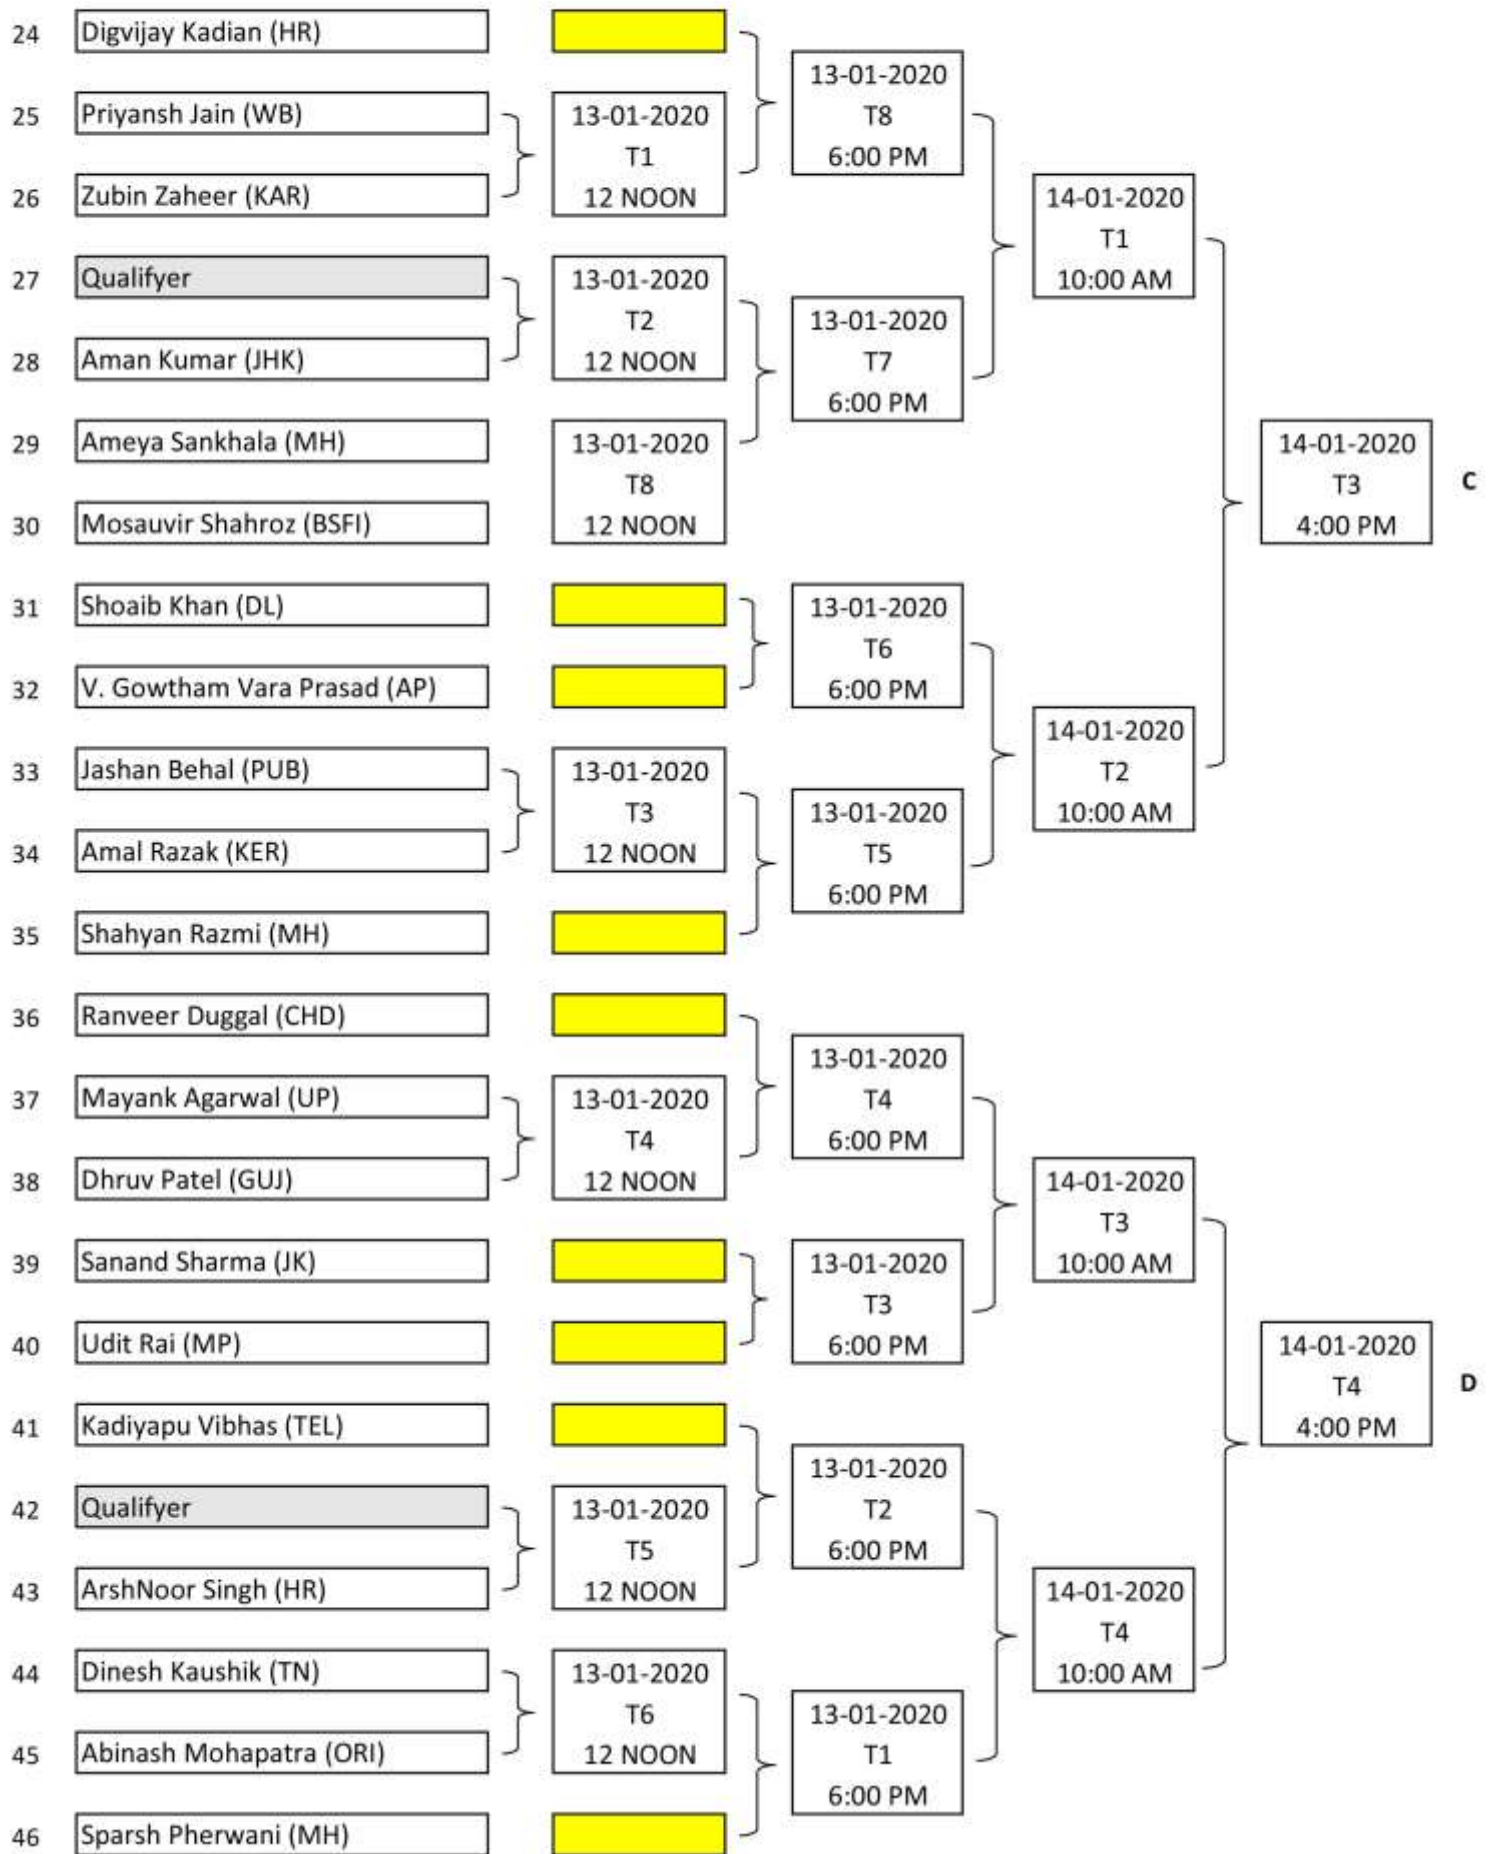 24 Digvijay Kadian (HR)
13-01-2020
T8
6:00 PM
25 Priyansh Jain (WB)
13-01-2020
T1
12 NOON
26 Zubin Zaheer (KAR)
14-01-2020
T1
10:00 AM
27 Qualifyer
13-01-2020
T2
12 NOON
13-01-2020
T7
6:00 PM
28 Aman Kumar (JHK)
29 Ameya Sankhala (MH)
13-01-2020
T8
12 NOON
14-01-2020
T3
4:00 PM
C
30 Mosauvir Shahroz (BSFI)
31 Shoaib Khan (DL)
13-01-2020
T6
6:00 PM
32 V. Gowtham Vara Prasad (AP)
14-01-2020
T2
10:00 AM
33 Jashan Behal (PUB)
13-01-2020
T3
12 NOON
13-01-2020
T5
6:00 PM
34 Amal Razak (KER)
35 Shahyan Razmi (MH)
36 Ranveer Duggal (CHD)
13-01-2020
T4
6:00 PM
37 Mayank Agarwal (UP)
13-01-2020
T4
12 NOON
38 Dhruv Patel (GUJ)
14-01-2020
T3
10:00 AM
39 Sanand Sharma (JK)
13-01-2020
T3
6:00 PM
40 Udit Rai (MP)
14-01-2020
T4
4:00 PM
D
41 Kadiyapu Vibhas (TEL)
13-01-2020
T2
6:00 PM
42 Qualifyer
13-01-2020
T5
12 NOON
43 ArshNoor Singh (HR)
14-01-2020
T4
10:00 AM
44 Dinesh Kaushik (TN)
13-01-2020
T6
12 NOON
13-01-2020
T1
6:00 PM
45 Abinash Mohapatra (ORI)
46 Sparsh Pherwani (MH)